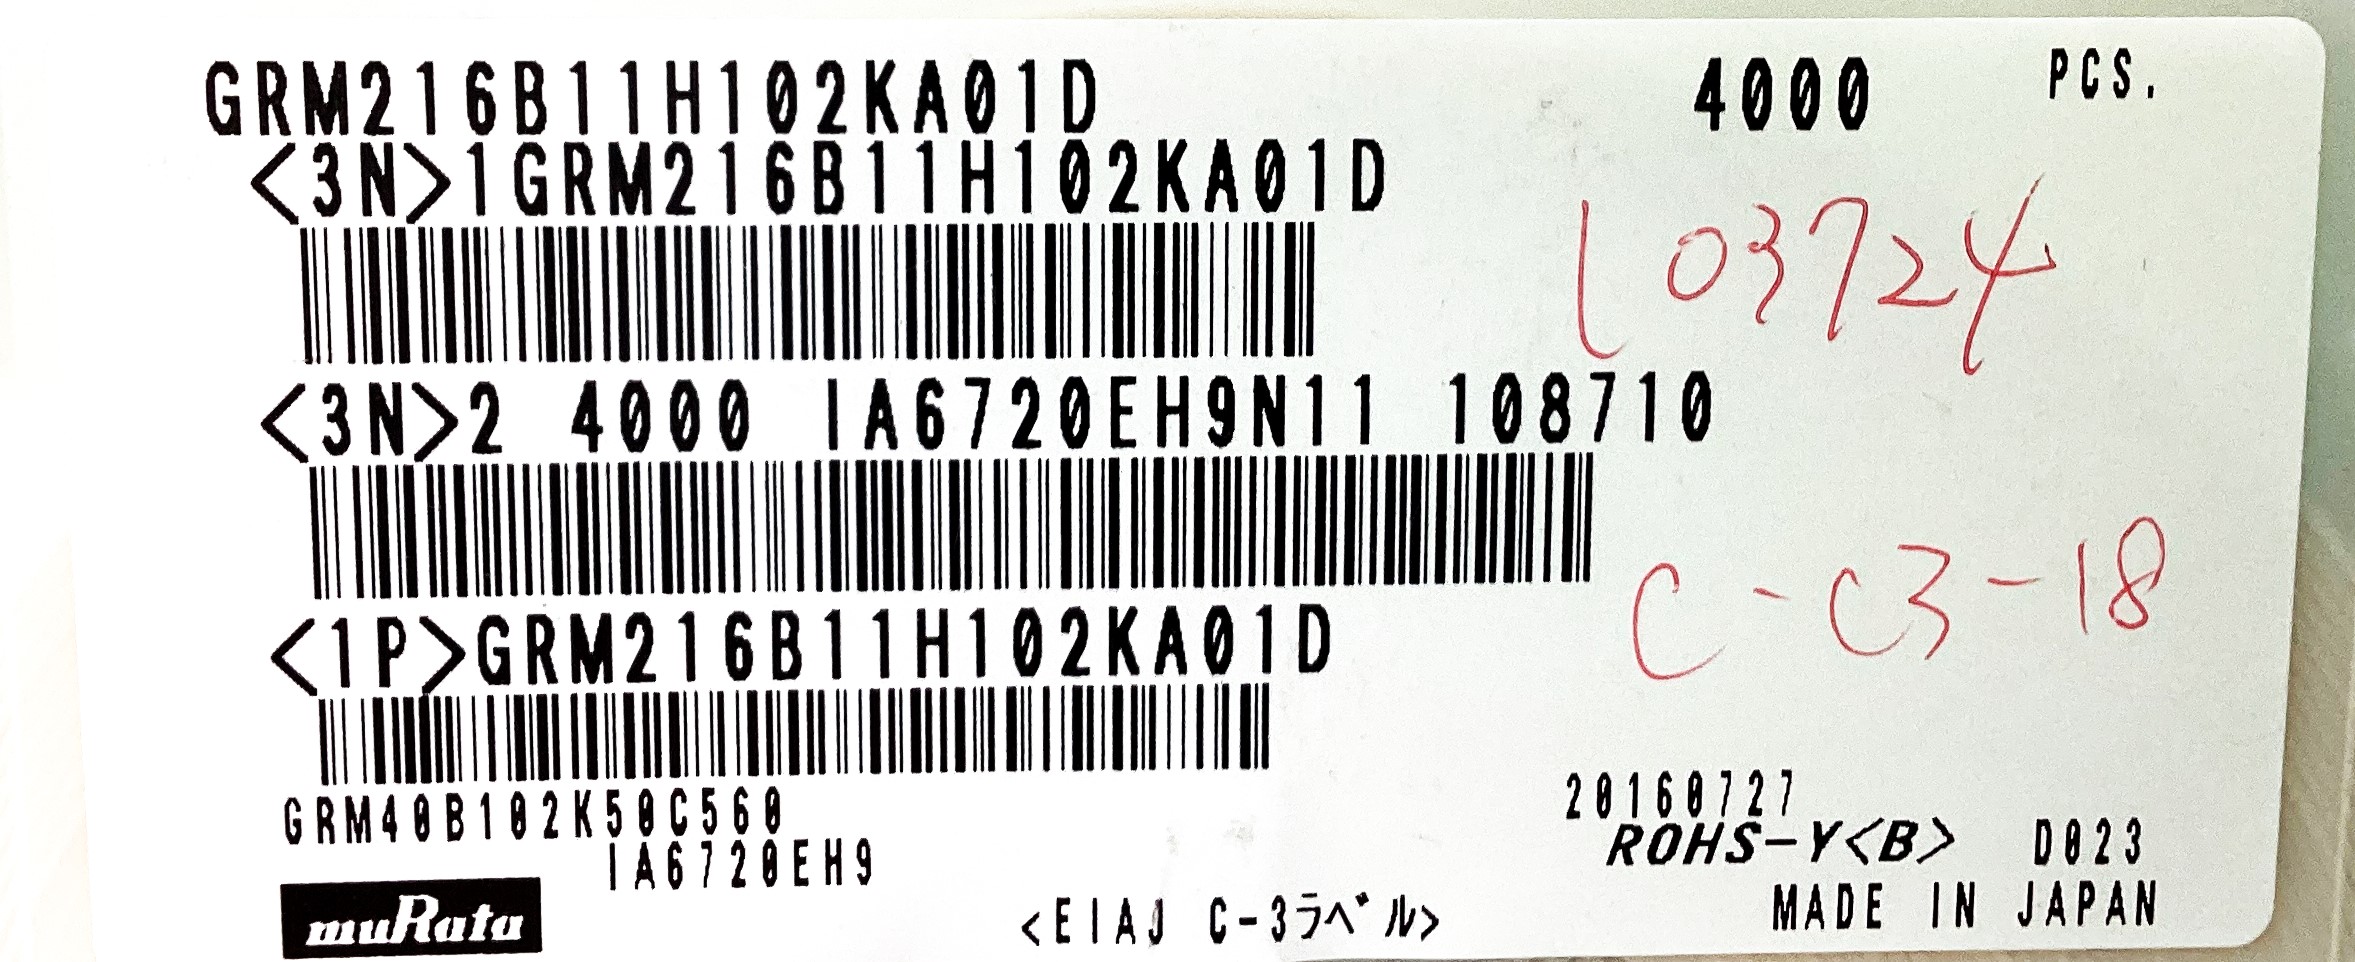 GRM216B11H102KA01D 4000 PCS.
<3N>1GRM216B11H102KA01D
103724
<3N>2 4000 IA6720EH9N11 108710
C-C3-18
<1P>GRM216B11H102KA01D
GRM40B102K50C560
20160727
IA6720EH9
ROHS-Y<B> D023
muRata
<EIAJ C-3ラベル>
MADE IN JAPAN